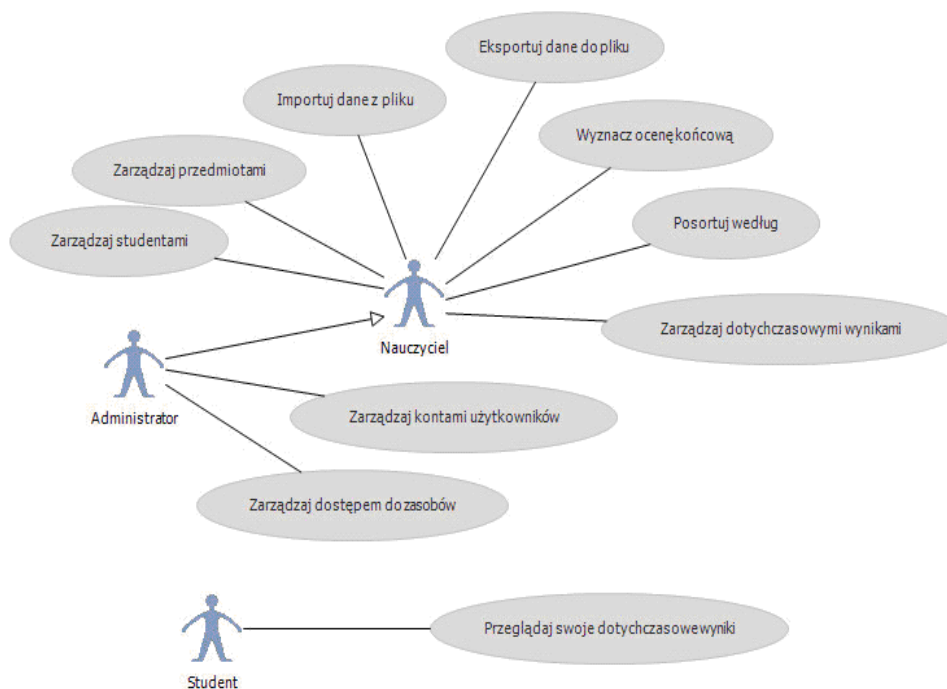 Eksportuj dane do pliku
Importuj dane z pliku
Wyznacz ocenę końcową
Zarządzaj przedmiotami
Posortuj według
Zarządzaj studentami
Zarządzaj dotychczasowymi wynikami
Nauczyciel
Administrator
Zarządzaj kontami użytkowników
Zarządzaj dostępem do zasobów
Przeglądaj swoje dotychczasowe wyniki
Student